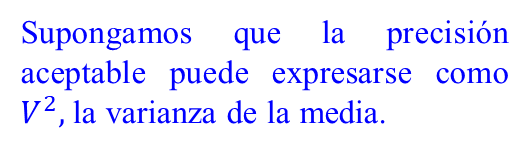 Supongamos que la precisión
aceptable puede expresarse como
V², la varianza de la media.